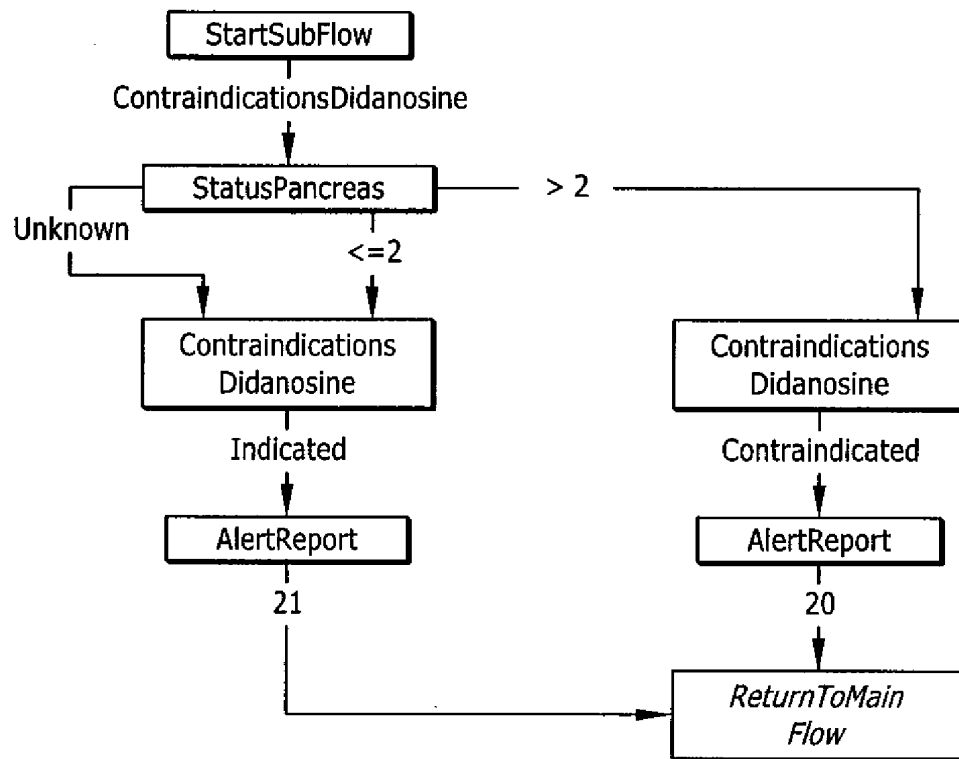 StartSubFlow
ContraindicationsDidanosine
StatusPancreas
> 2
Unknown
<=2
Contraindications
Didanosine
Contraindications
Didanosine
Indicated
Contraindicated
AlertReport
AlertReport
21
20
ReturnToMain
Flow